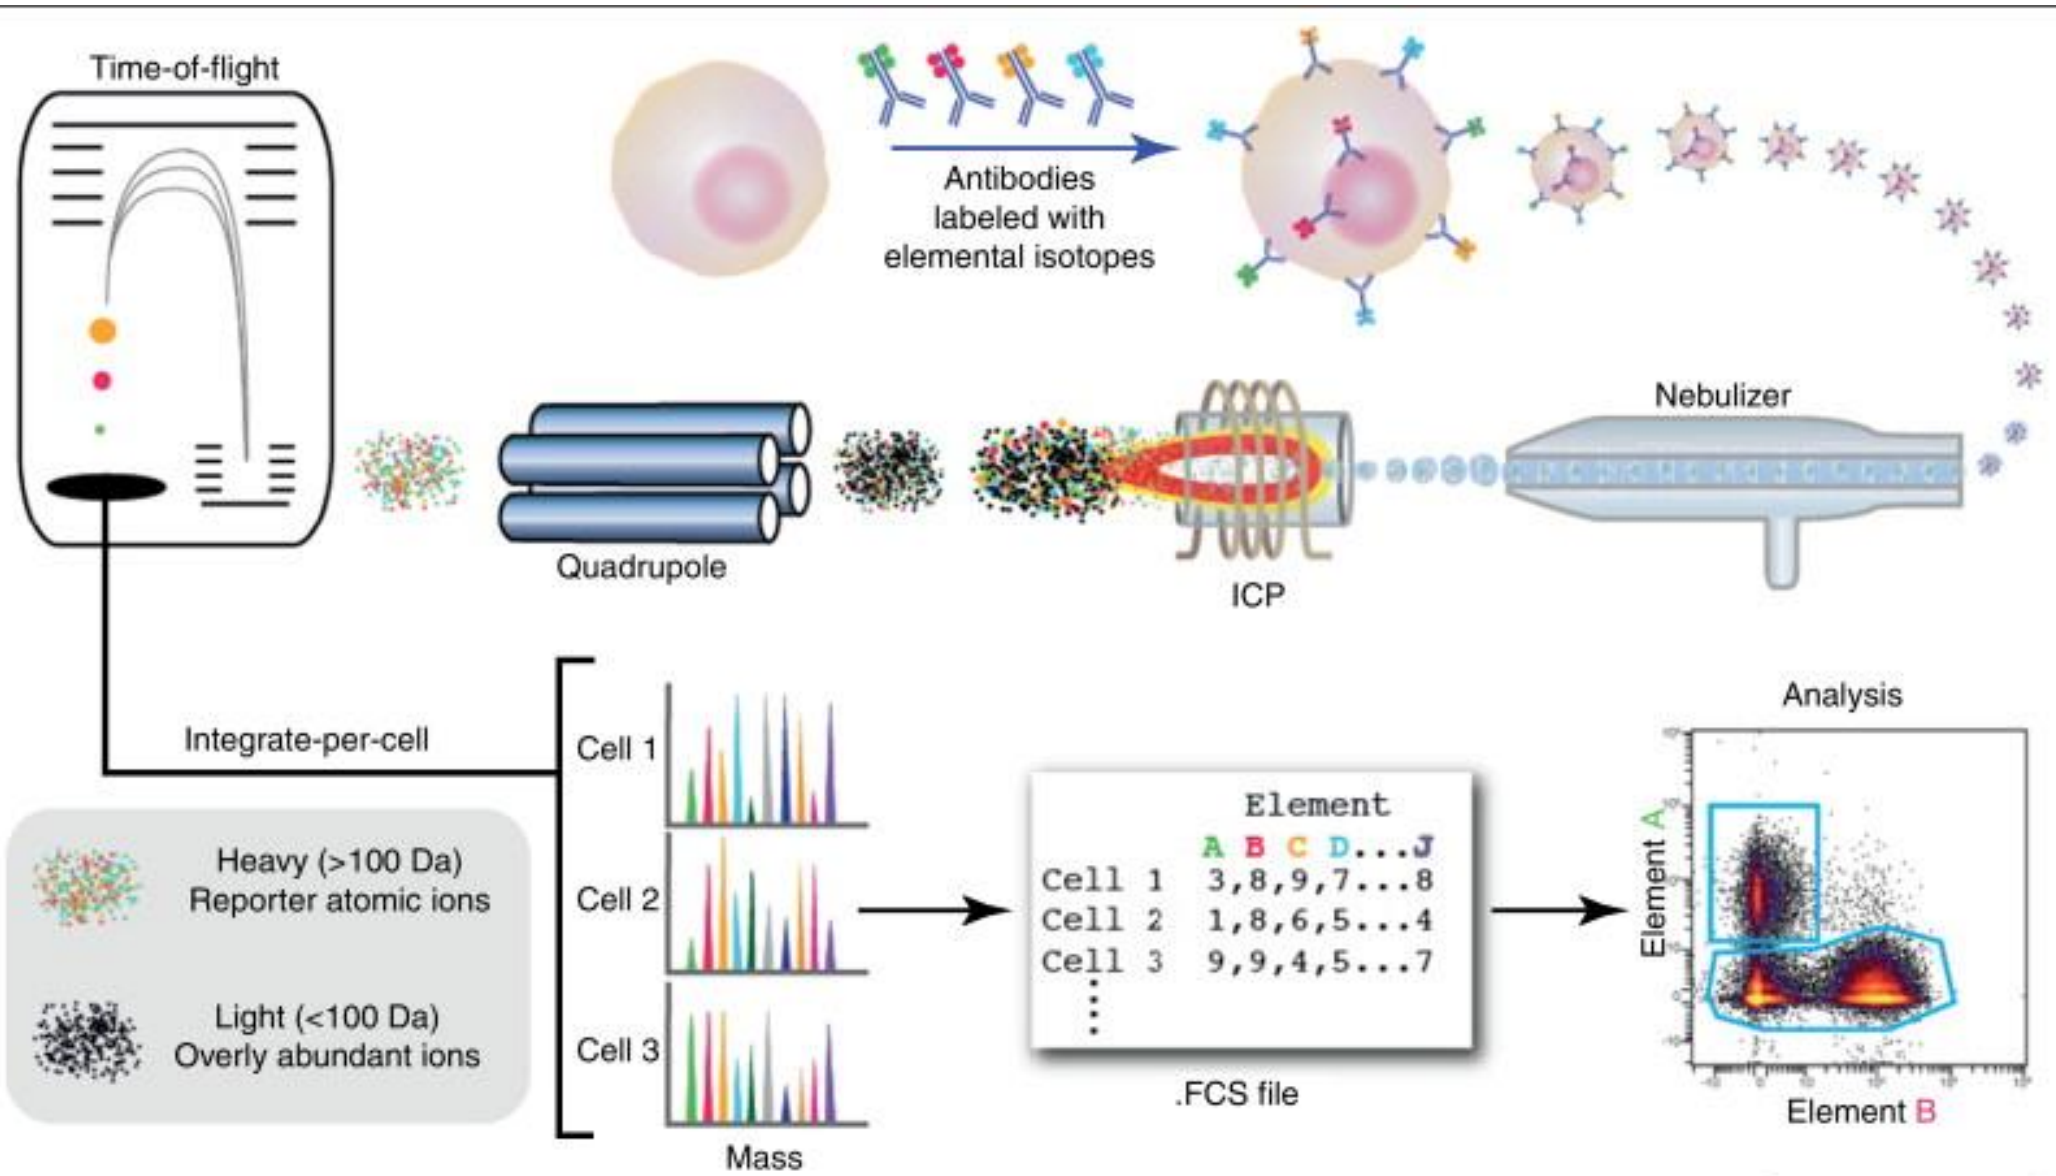 Time-of-flight
Antibodies
labeled with
elemental isotopes
Nebulizer
Quadrupole
ICP
Integrate-per-cell
Heavy (>100 Da)
Reporter atomic ions
Light (<100 Da)
Overly abundant ions
Cell 1
Cell 2
Cell 3
Mass
Element
A B C D...J
Cell 1 3,8,9,7...8
Cell 2 1,8,6,5...4
Cell 3 9,9,4,5...7
.FCS file
Analysis
Element A
Element B